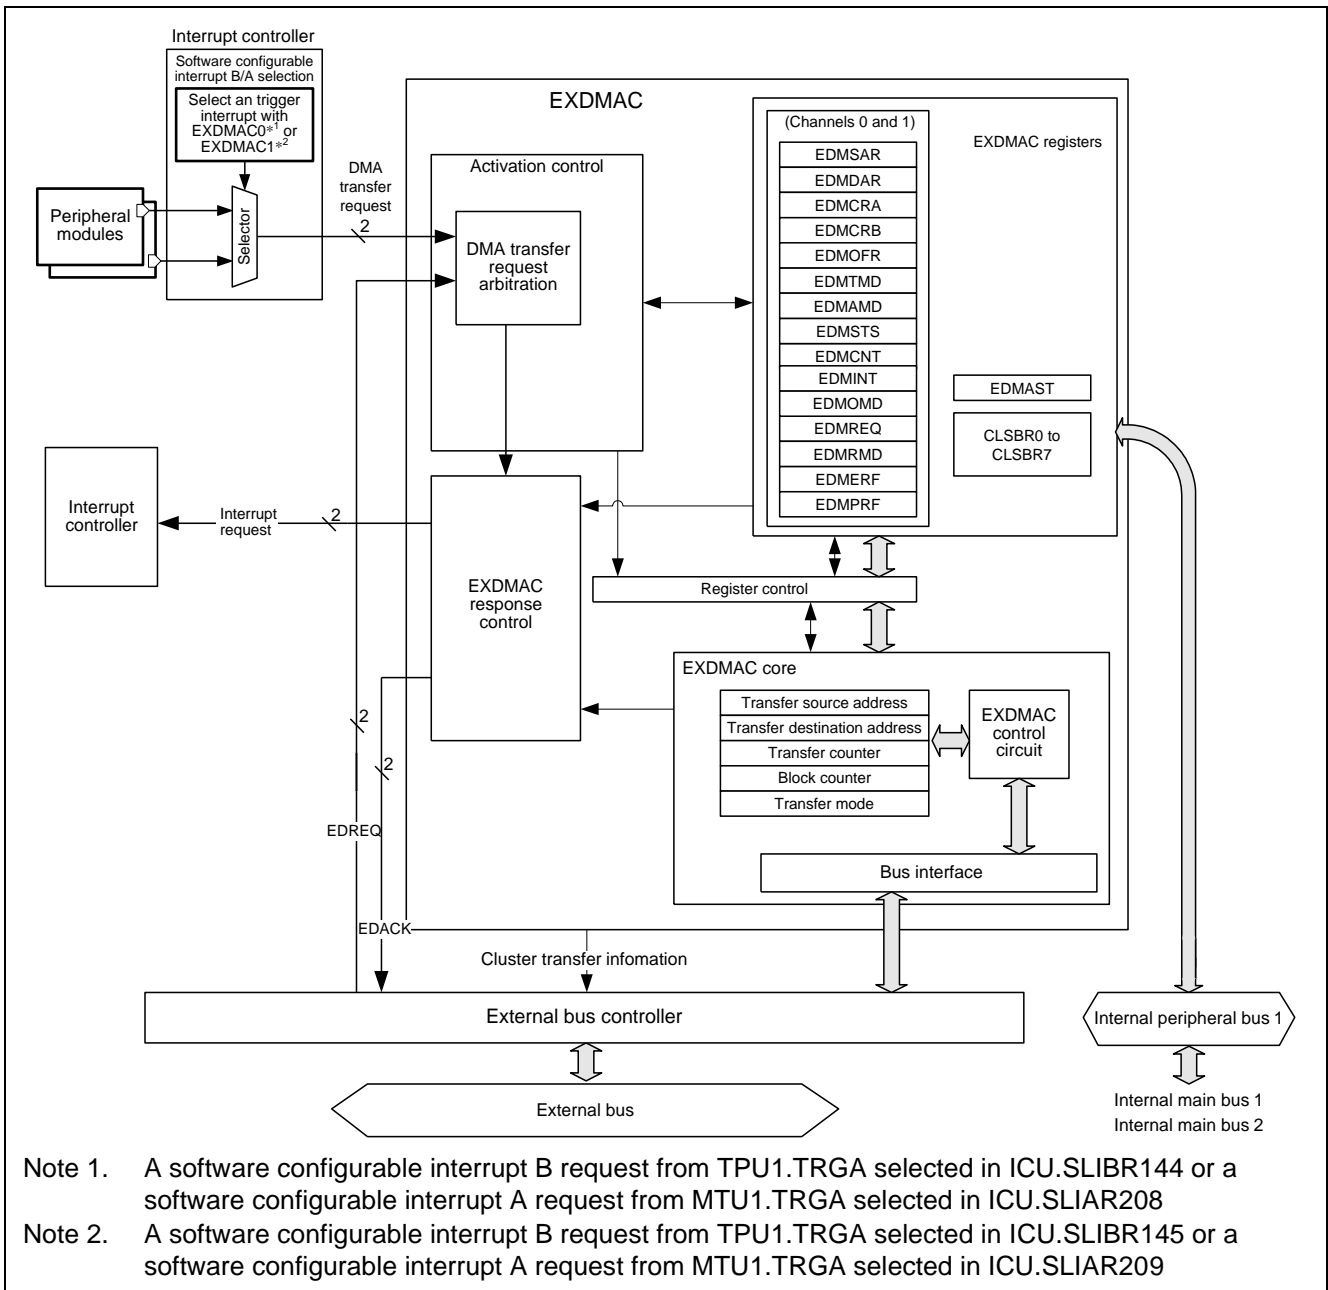 Interrupt controller
Software configurable
interrupt B/A selection
Select an trigger
interrupt with
EXDMAC0*1 or
EXDMAC1*2
Peripheral
modules
Selector
DMA
transfer
request
2
EXDMAC
Activation control
DMA transfer
request
arbitration
(Channels 0 and 1)
EDMSAR
EDMDAR
EDMCRA
EDMCRB
EDMOFR
EDMTMD
EDMAMD
EDMSTS
EDMCNT
EDMINT
EDMOMD
EDMREQ
EDMRMD
EDMERF
EDMPRF
EXDMAC registers
EDMAST
CLSBR0 to
CLSBR7
Interrupt
controller
Interrupt
request
2
EXDMAC
response
control
Register control
EXDMAC core
Transfer source address
Transfer destination address
Transfer counter
Block counter
Transfer mode
EXDMAC
control
circuit
Bus interface
2
2
EDREQ
EDACK
Cluster transfer infomation
External bus controller
Internal peripheral bus 1
External bus
Internal main bus 1
Internal main bus 2
Note 1. A software configurable interrupt B request from TPU1.TRGA selected in ICU.SLIBR144 or a
software configurable interrupt A request from MTU1.TRGA selected in ICU.SLIAR208
Note 2. A software configurable interrupt B request from TPU1.TRGA selected in ICU.SLIBR145 or a
software configurable interrupt A request from MTU1.TRGA selected in ICU.SLIAR209